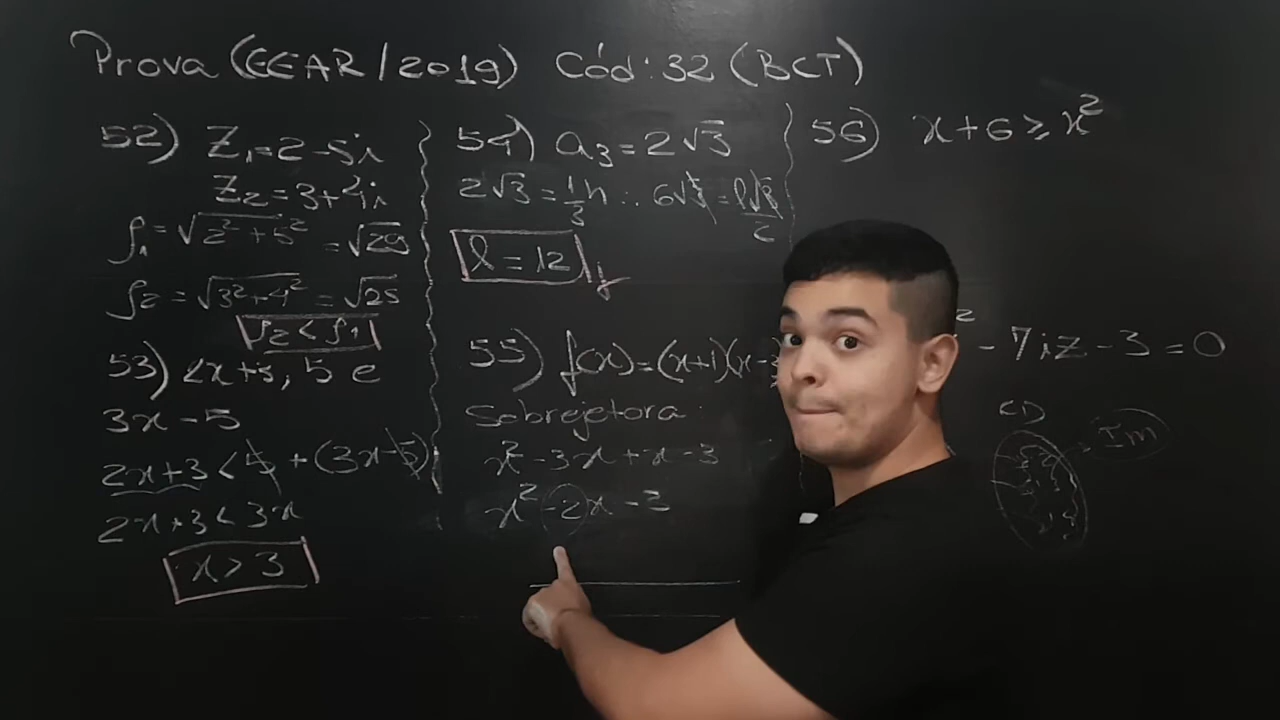 Prova (EEAR/2019) Cód: 32 (BCT)
52) Z₁=2-5i
Z₂=3+4i
ρ₁=√2²+5² =√29
ρ₂=√3²+4²=√25
ρ₂<ρ₁
53) 2x+3, 5 e
3x-5
2x+3<5+(3x-5)
2x+3<3x
x>3
54) a₃=2√3
2√3=1/3h ∴ 6√3=l√3/2
l=12
55) f(x)=(x+1)(x-3
Sobrejetora:
x²-3x+x-3
x²-2x-3
56) x+6≥x²
² -7iz-3=0
CD
Im